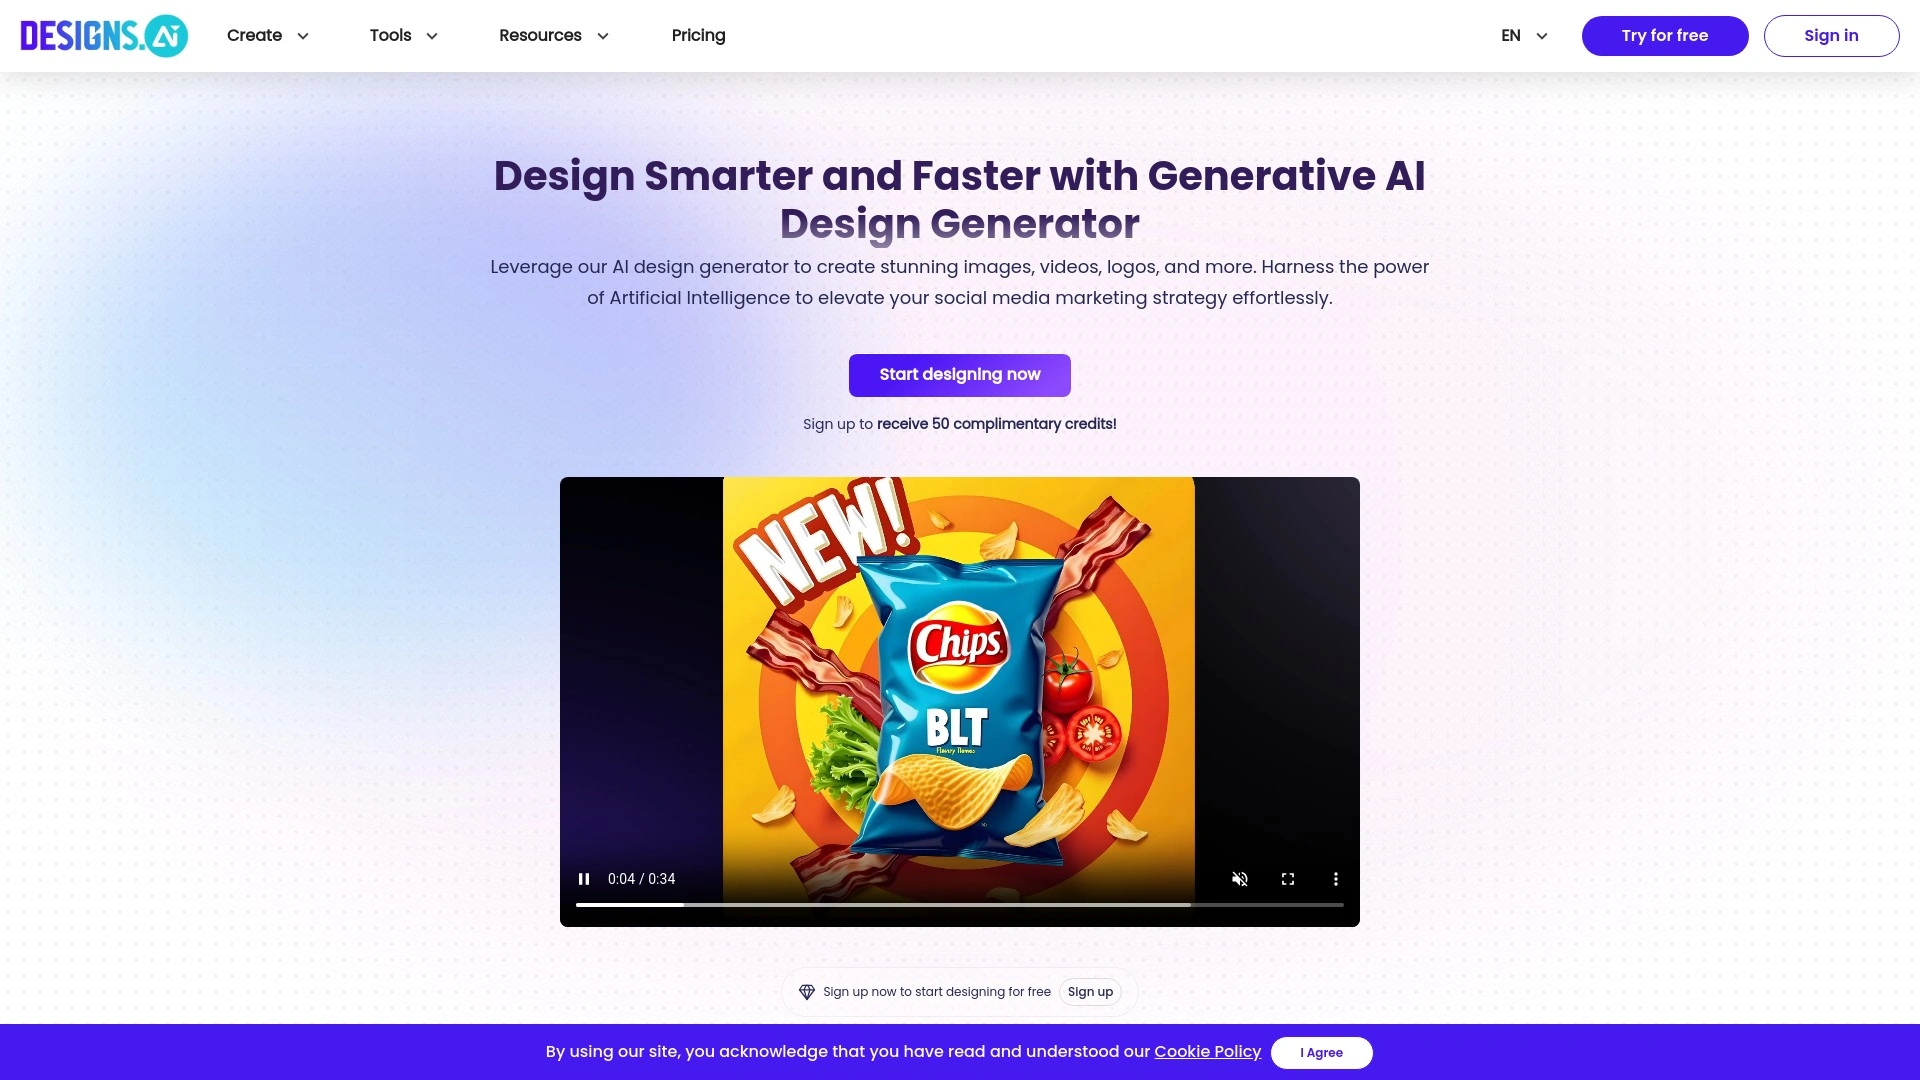 DESIGNS.Ai
Create
Tools
Resources
Pricing
EN
Try for free
Sign in
Design Smarter and Faster with Generative AI
Design Generator
Leverage our AI design generator to create stunning images, videos, logos, and more. Harness the power
of Artificial Intelligence to elevate your social media marketing strategy effortlessly.
Start designing now
Sign up to receive 50 complimentary credits!
NEW!
Chips
BLT
0:04 / 0:34
Sign up now to start designing for free
Sign up
By using our site, you acknowledge that you have read and understood our Cookie Policy
I Agree